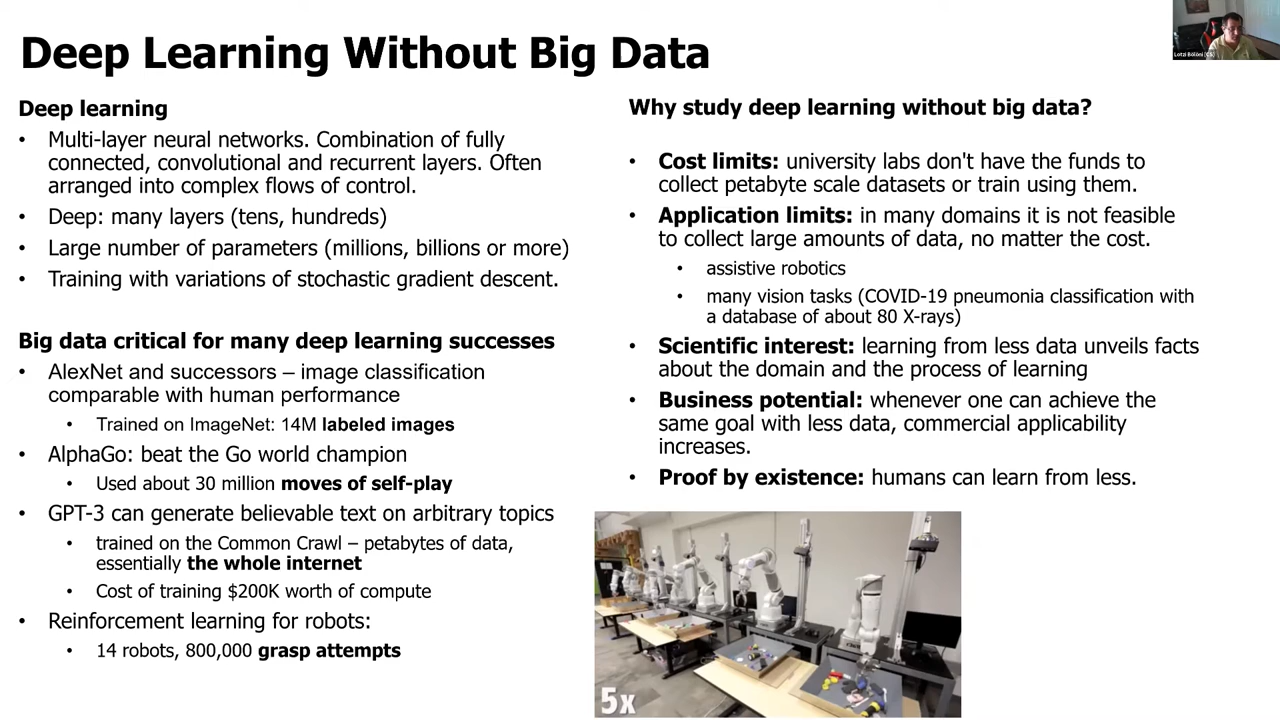 Deep Learning Without Big Data
Lotzi Bölöni [CS]
Deep learning
• Multi-layer neural networks. Combination of fully
connected, convolutional and recurrent layers. Often
arranged into complex flows of control.
• Deep: many layers (tens, hundreds)
• Large number of parameters (millions, billions or more)
• Training with variations of stochastic gradient descent.
Big data critical for many deep learning successes
• AlexNet and successors – image classification
comparable with human performance
• Trained on ImageNet: 14M labeled images
• AlphaGo: beat the Go world champion
• Used about 30 million moves of self-play
• GPT-3 can generate believable text on arbitrary topics
• trained on the Common Crawl – petabytes of data,
essentially the whole internet
• Cost of training $200K worth of compute
• Reinforcement learning for robots:
• 14 robots, 800,000 grasp attempts
Why study deep learning without big data?
• Cost limits: university labs don't have the funds to
collect petabyte scale datasets or train using them.
• Application limits: in many domains it is not feasible
to collect large amounts of data, no matter the cost.
• assistive robotics
• many vision tasks (COVID-19 pneumonia classification with
a database of about 80 X-rays)
• Scientific interest: learning from less data unveils facts
about the domain and the process of learning
• Business potential: whenever one can achieve the
same goal with less data, commercial applicability
increases.
• Proof by existence: humans can learn from less.
5x